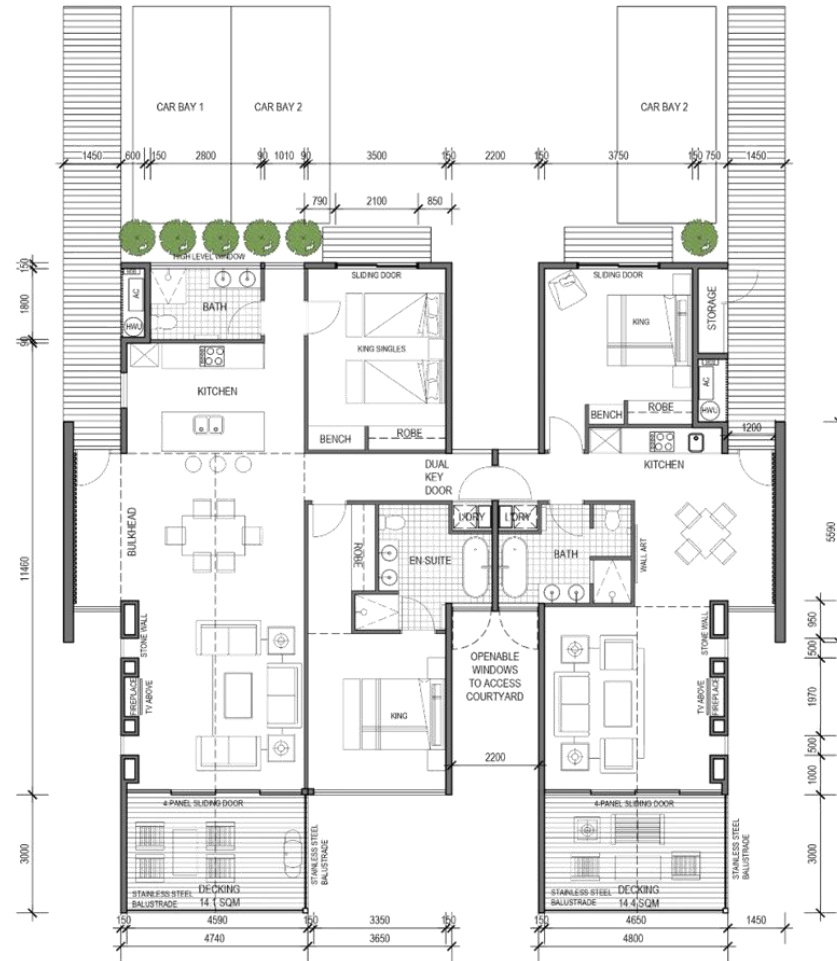 CAR BAY 1
CAR BAY 2
CAR BAY 2
1450
600
150
2800
90
1010
90
3500
150
2200
150
3750
150
750
1450
790
2100
850
HIGH LEVEL WINDOW
SLIDING DOOR
SLIDING DOOR
150
1800
90
AC
HWU
BATH
KING SINGLES
KING
STORAGE
KITCHEN
BENCH
ROBE
BENCH
ROBE
AC
HWU
1200
KITCHEN
DUAL
KEY
DOOR
BULKHEAD
L'DRY
L'DRY
ROBE
EN-SUITE
BATH
WALL ART
11460
5590
STONE WALL
FIREPLACE
TV ABOVE
KING
OPENABLE
WINDOWS
TO ACCESS
COURTYARD
STONE WALL
TV ABOVE
FIREPLACE
950
500
1970
500
1000
2200
4-PANEL SLIDING DOOR
4-PANEL SLIDING DOOR
3000
3000
STAINLESS STEEL
BALUSTRADE
STAINLESS STEEL
BALUSTRADE
STAINLESS STEEL
BALUSTRADE
DECKING
14.1 SQM
STAINLESS STEEL
BALUSTRADE
DECKING
14.4 SQM
150
4590
150
3350
150
150
4650
1450
4740
3650
4800